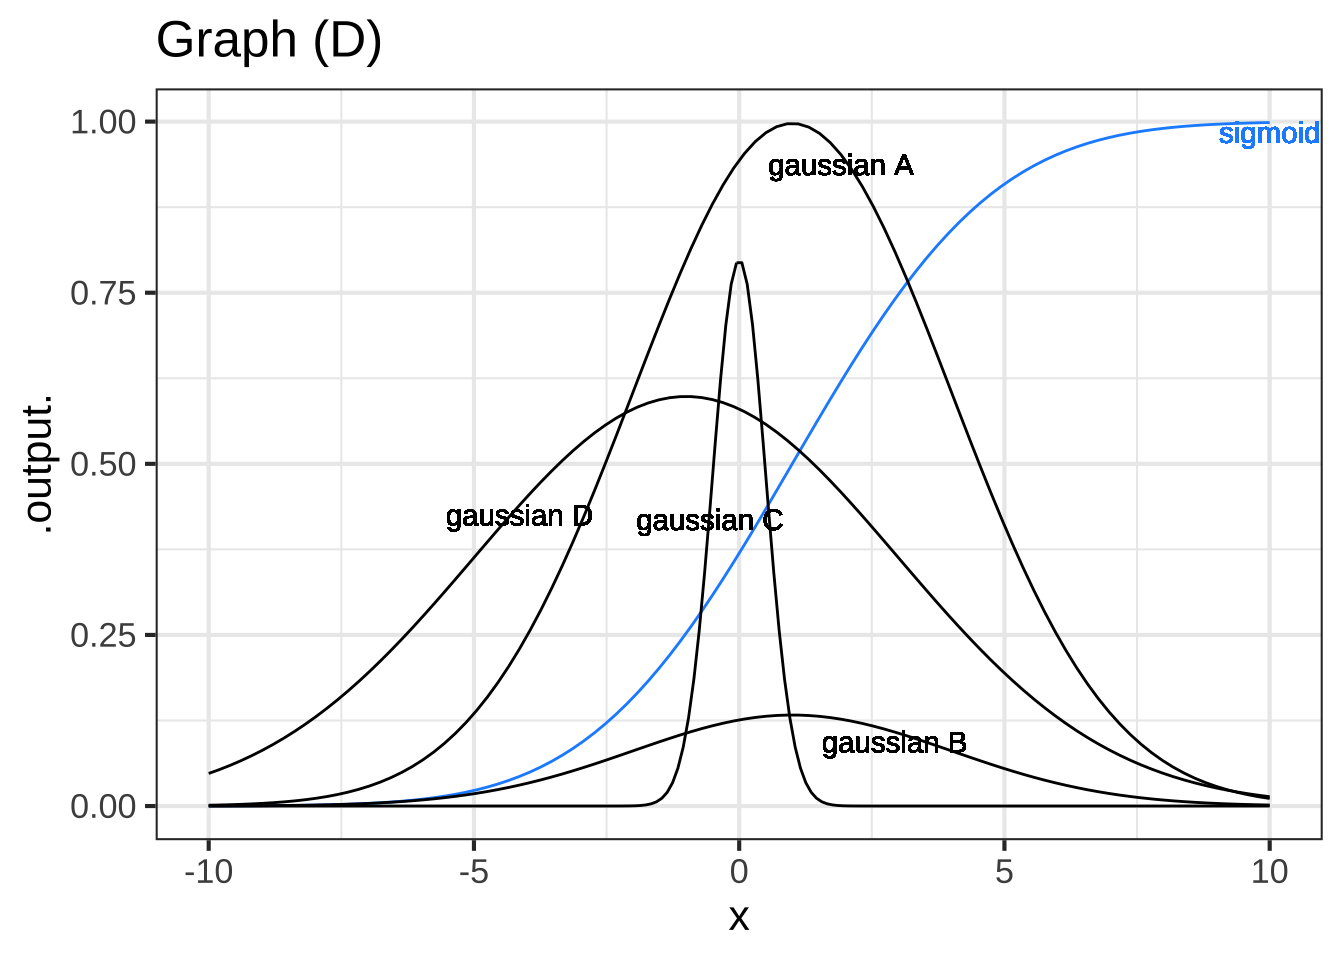 Graph (D)
1.00
0.75
0.50
0.25
0.00
.output.
sigmoid
gaussian A
gaussian D
gaussian C
gaussian B
-10
-5
0
5
10
x